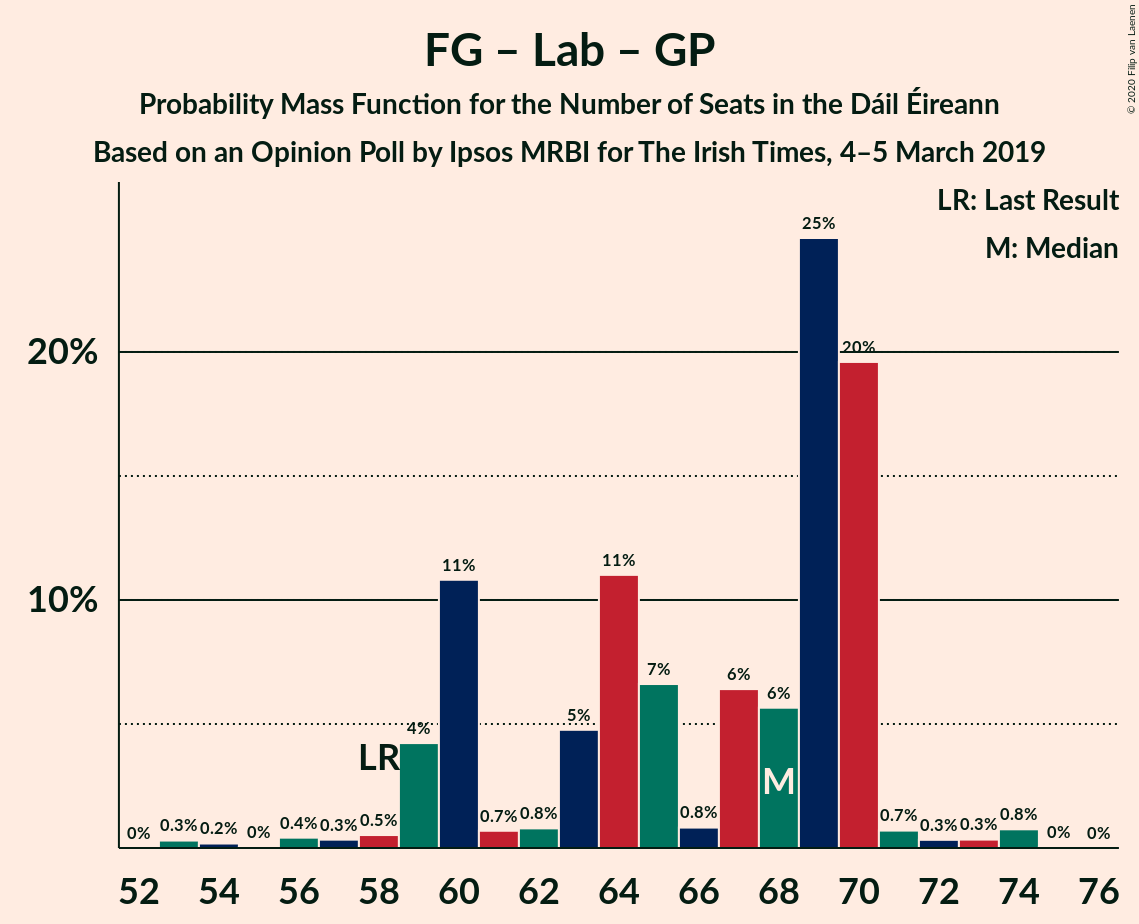 FG – Lab – GP
Probability Mass Function for the Number of Seats in the Dáil Éireann
Based on an Opinion Poll by Ipsos MRBI for The Irish Times, 4–5 March 2019
© 2020 Filip van Laenen
LR: Last Result
M: Median
20%
10%
0% 0.3% 0.2% 0% 0.4% 0.3% 0.5% 4% 11% 0.7% 0.8% 5% 11% 7% 0.8% 6% 6% 25% 20% 0.7% 0.3% 0.3% 0.8% 0% 0%
LR
M
52 54 56 58 60 62 64 66 68 70 72 74 76